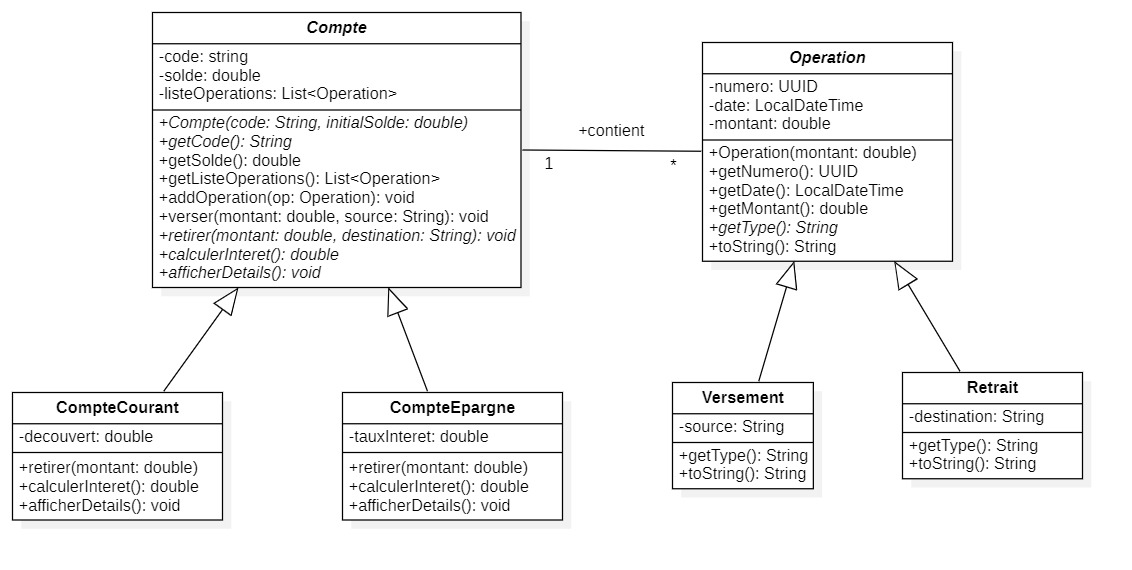 Compte
-code: string
-solde: double
-listeOperations: List<Operation>
+Compte(code: String, initialSolde: double)
+getCode(): String
+getSolde(): double
+getListeOperations(): List<Operation>
+addOperation(op: Operation): void
+verser(montant: double, source: String): void
+retirer(montant: double, destination: String): void
+calculerInteret(): double
+afficherDetails(): void
+contient
1
*
Operation
-numero: UUID
-date: LocalDateTime
-montant: double
+Operation(montant: double)
+getNumero(): UUID
+getDate(): LocalDateTime
+getMontant(): double
+getType(): String
+toString(): String
CompteCourant
-decouvert: double
+retirer(montant: double)
+calculerInteret(): double
+afficherDetails(): void
CompteEpargne
-tauxInteret: double
+retirer(montant: double)
+calculerInteret(): double
+afficherDetails(): void
Versement
-source: String
+getType(): String
+toString(): String
Retrait
-destination: String
+getType(): String
+toString(): String